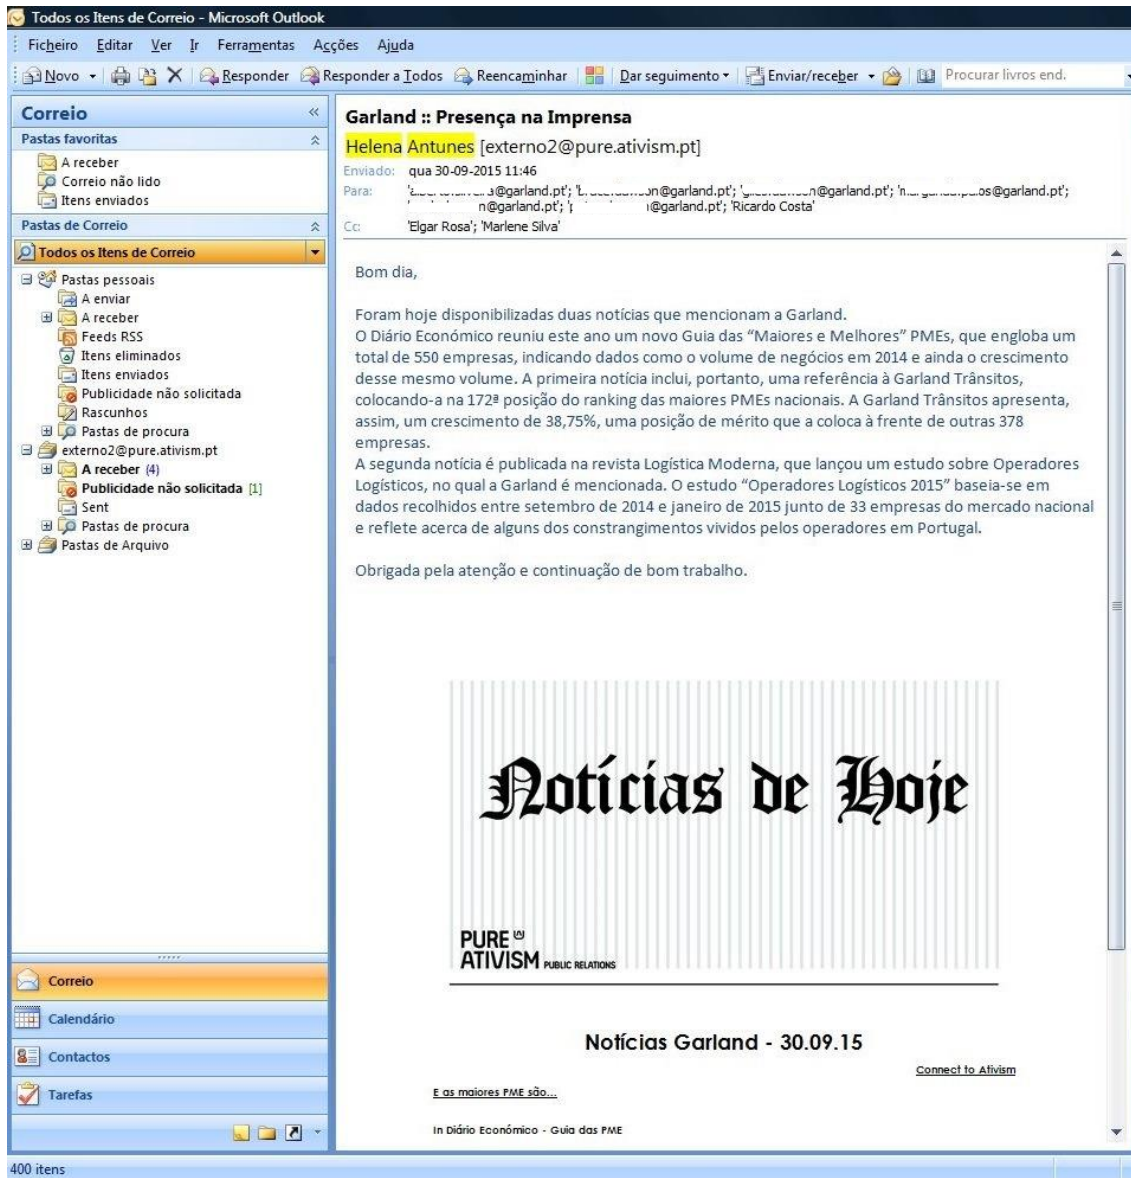 Todos os Itens de Correio - Microsoft Outlook
Ficheiro Editar Ver Ir Ferramentas Acções Ajuda
Novo Responder Responder a Todos Reencaminhar Dar seguimento Enviar/receber Procurar livros end.
Correio «
Pastas favoritas
A receber
Correio não lido
Itens enviados
Pastas de Correio
Todos os Itens de Correio
Pastas pessoais
A enviar
A receber
Feeds RSS
Itens eliminados
Itens enviados
Publicidade não solicitada
Rascunhos
Pastas de procura
externo2@pure.ativism.pt
A receber (4)
Publicidade não solicitada [1]
Sent
Pastas de procura
Pastas de Arquivo
Correio
Calendário
Contactos
Tarefas
400 itens
Garland :: Presença na Imprensa
Helena Antunes [externo2@pure.ativism.pt]
Enviado: qua 30-09-2015 11:46
Para: @garland.pt'; @garland.pt'; @garland.pt'; @garland.pt';
@garland.pt'; @garland.pt'; 'Ricardo Costa'
Cc: 'Elgar Rosa'; 'Marlene Silva'
Bom dia,
Foram hoje disponibilizadas duas notícias que mencionam a Garland.
O Diário Económico reuniu este ano um novo Guia das “Maiores e Melhores” PMEs, que engloba um
total de 550 empresas, indicando dados como o volume de negócios em 2014 e ainda o crescimento
desse mesmo volume. A primeira notícia inclui, portanto, uma referência à Garland Trânsitos,
colocando-a na 172ª posição do ranking das maiores PMEs nacionais. A Garland Trânsitos apresenta,
assim, um crescimento de 38,75%, uma posição de mérito que a coloca à frente de outras 378
empresas.
A segunda notícia é publicada na revista Logística Moderna, que lançou um estudo sobre Operadores
Logísticos, no qual a Garland é mencionada. O estudo “Operadores Logísticos 2015” baseia-se em
dados recolhidos entre setembro de 2014 e janeiro de 2015 junto de 33 empresas do mercado nacional
e reflete acerca de alguns dos constrangimentos vividos pelos operadores em Portugal.
Obrigada pela atenção e continuação de bom trabalho.
Notícias de Hoje
PURE
ATIVISM PUBLIC RELATIONS
Notícias Garland - 30.09.15
Connect to Ativism
E as maiores PME são...
In Diário Económico - Guia das PME